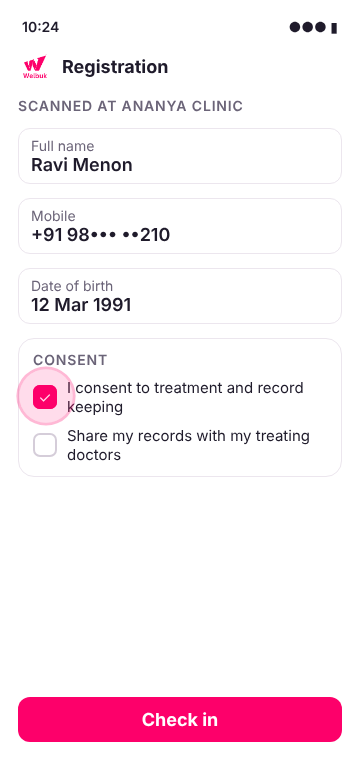 10:24
Welbuk
Registration
SCANNED AT ANANYA CLINIC
Full name
Ravi Menon
Mobile
+91 98••• ••210
Date of birth
12 Mar 1991
CONSENT
I consent to treatment and record
keeping
Share my records with my treating
doctors
Check in